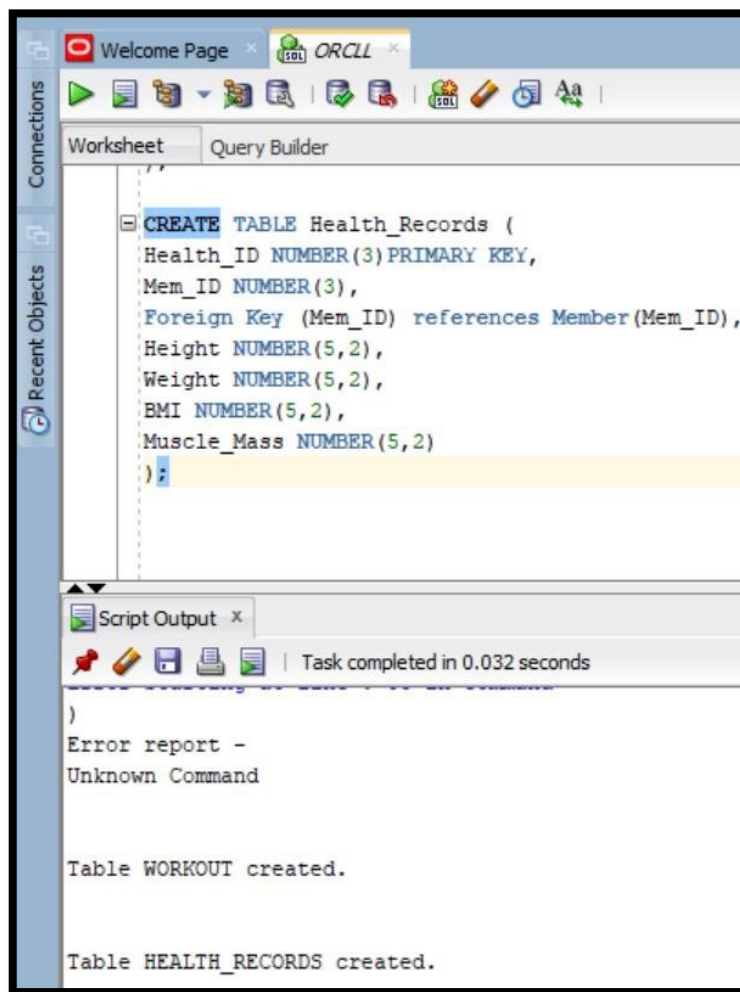 Welcome Page
ORCLL
Connections
Recent Objects
Worksheet
Query Builder
CREATE TABLE Health_Records (
Health_ID NUMBER(3)PRIMARY KEY,
Mem_ID NUMBER(3),
Foreign Key (Mem_ID) references Member(Mem_ID),
Height NUMBER(5,2),
Weight NUMBER(5,2),
BMI NUMBER(5,2),
Muscle_Mass NUMBER(5,2)
);
Script Output
Task completed in 0.032 seconds
)
Error report -
Unknown Command
Table WORKOUT created.
Table HEALTH_RECORDS created.